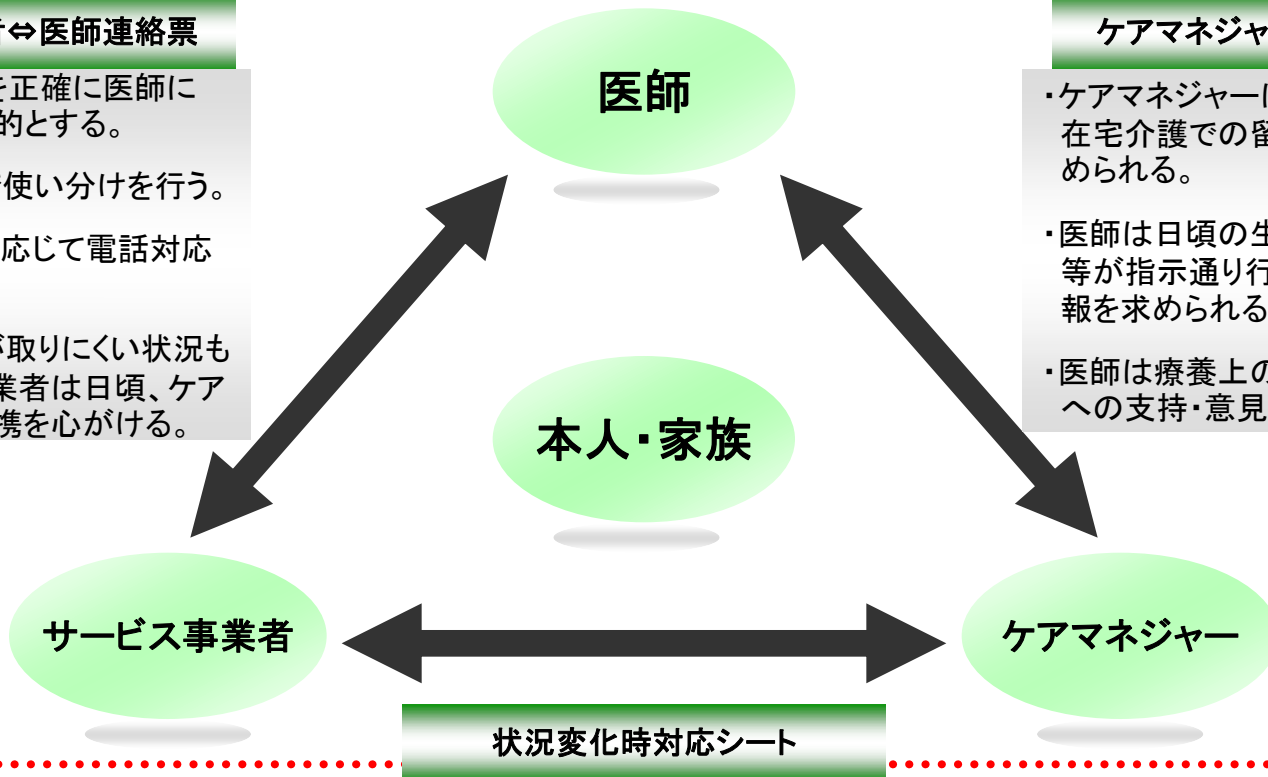 者⇔医師連絡票
を正確に医師に
的とする。
使い分けを行う。
応じて電話対応
が取りにくい状況も
業者は日頃、ケア
携を心がける。
医師
ケアマネジャ
・ケアマネジャーは
在宅介護での留
められる。
・医師は日頃の生
等が指示通り行
報を求められる
・医師は療養上の
への支持・意見
本人・家族
サービス事業者
ケアマネジャー
状況変化時対応シート